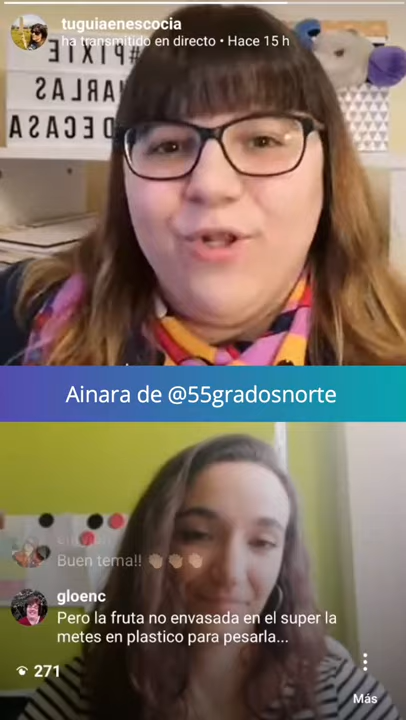 tuguiaenescocia
ha transmitido en directo • Hace 15 h
#PIXIE
CHARLAS
DECASA
Ainara de @55gradosnorte
Buen tema!! 👏🏼👏🏼👏🏼
gloenc
Pero la fruta no envasada en el super la
metes en plastico para pesarla...
271
Más